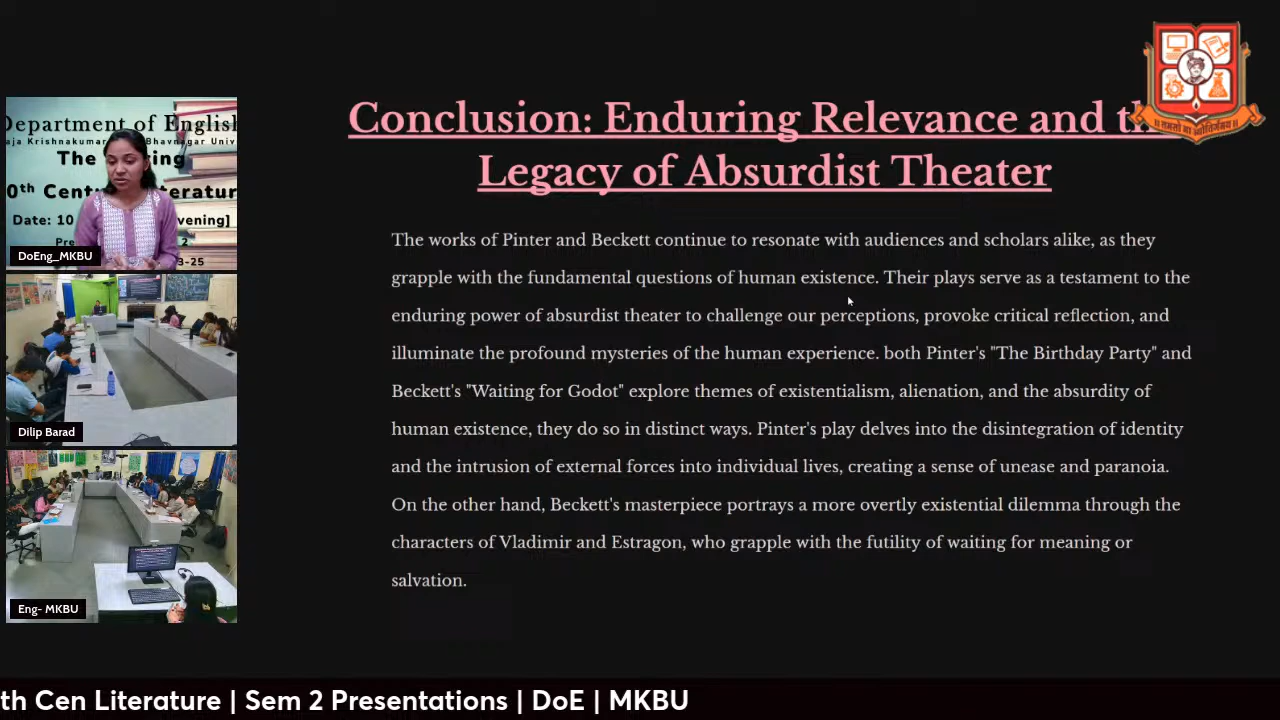 Conclusion: Enduring Relevance and th
Legacy of Absurdist Theater
The works of Pinter and Beckett continue to resonate with audiences and scholars alike, as they
grapple with the fundamental questions of human existence. Their plays serve as a testament to the
enduring power of absurdist theater to challenge our perceptions, provoke critical reflection, and
illuminate the profound mysteries of the human experience. both Pinter's "The Birthday Party" and
Beckett's "Waiting for Godot" explore themes of existentialism, alienation, and the absurdity of
human existence, they do so in distinct ways. Pinter's play delves into the disintegration of identity
and the intrusion of external forces into individual lives, creating a sense of unease and paranoia.
On the other hand, Beckett's masterpiece portrays a more overtly existential dilemma through the
characters of Vladimir and Estragon, who grapple with the futility of waiting for meaning or
salvation.
Department of English
Krishnakumar
The
Date: 10
DoEng_MKBU
Dilip Barad
Eng- MKBU
th Cen Literature | Sem 2 Presentations | DoE | MKBU